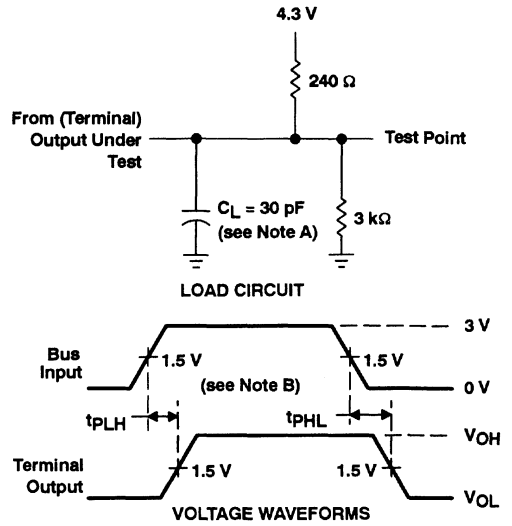 4.3 V
240 Ω
From (Terminal)
Output Under
Test
Test Point
CL = 30 pF
(see Note A)
3 kΩ
LOAD CIRCUIT
3 V
Bus
Input
1.5 V
1.5 V
(see Note B)
0 V
tPLH
tPHL
VOH
Terminal
Output
1.5 V
1.5 V
VOL
VOLTAGE WAVEFORMS